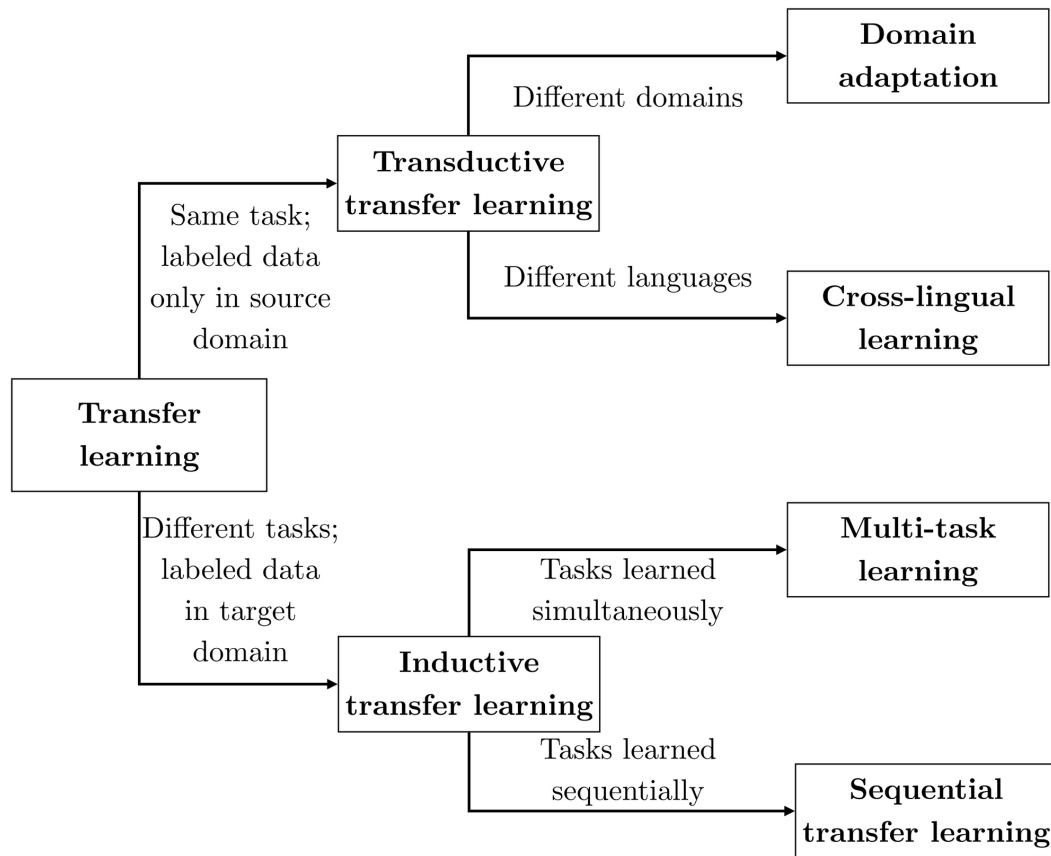 Domain
adaptation
Different domains
Transductive
transfer learning
Same task;
labeled data
only in source
domain
Different languages
Cross-lingual
learning
Transfer
learning
Different tasks;
labeled data
in target
domain
Multi-task
learning
Tasks learned
simultaneously
Inductive
transfer learning
Tasks learned
sequentially
Sequential
transfer learning